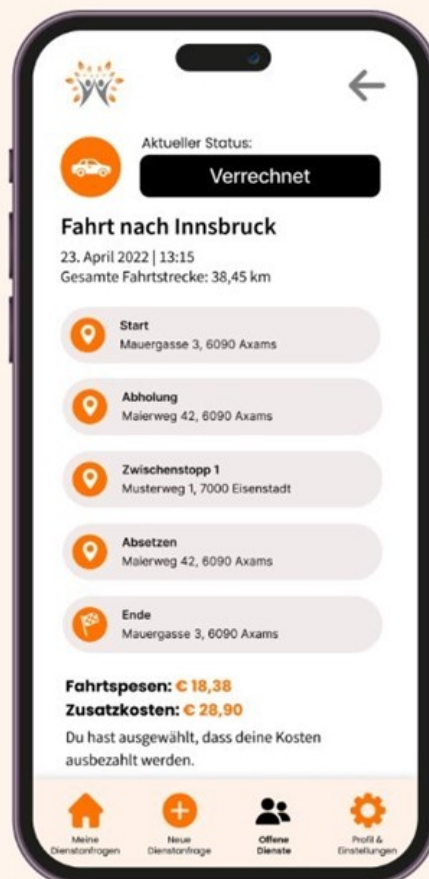 Aktueller Status:
Verrechnet
Fahrt nach Innsbruck
23. April 2022 | 13:15
Gesamte Fahrtstrecke: 38,45 km
Start
Mauergasse 3, 6090 Axams
Abholung
Maierweg 42, 6090 Axams
Zwischenstopp 1
Musterweg 1, 7000 Eisenstadt
Absetzen
Maierweg 42, 6090 Axams
Ende
Mauergasse 3, 6090 Axams
Fahrtspesen: € 18,38
Zusatzkosten: € 28,90
Du hast ausgewählt, dass deine Kosten
ausbezahlt werden.
Meine
Dienstanfragen
Neue
Dienstanfrage
Offene
Dienste
Profil &
Einstellungen